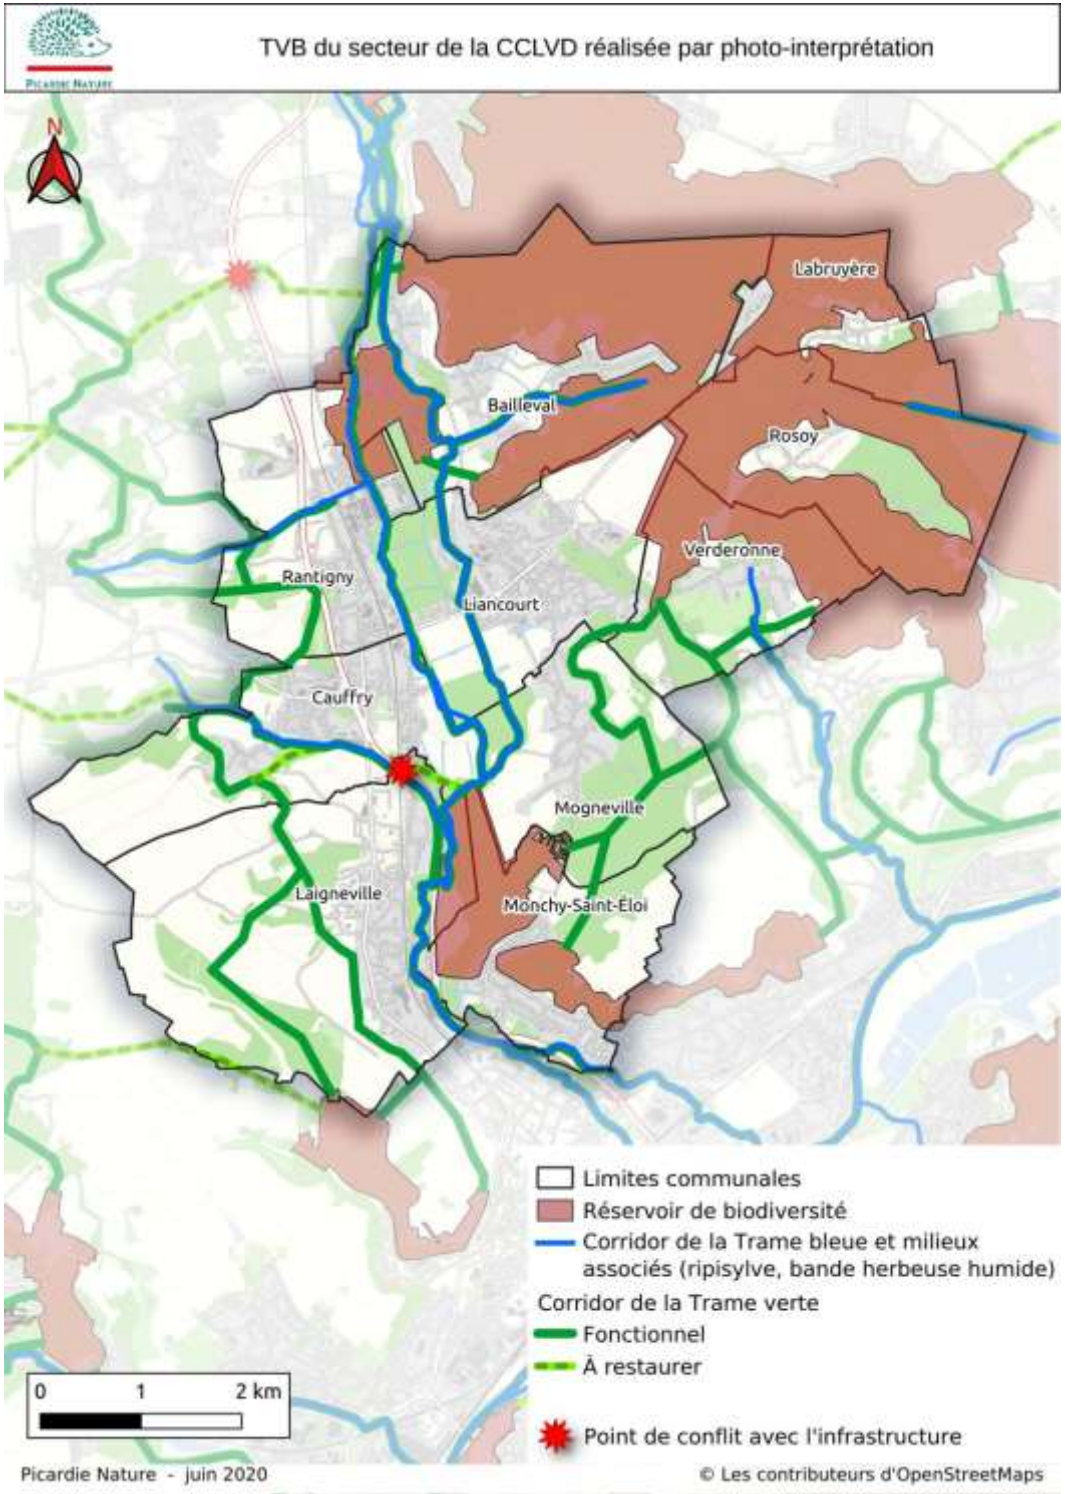 TVB du secteur de la CCLVD réalisée par photo-interprétation
PICARDIE NATURE
N
Labruyère
Bailleval
Rosoy
Verderonne
Rantigny
Liancourt
Cauffry
Mogneville
Laigneville
Monchy-Saint-Éloi
Limites communales
Réservoir de biodiversité
Corridor de la Trame bleue et milieux
associés (ripisylve, bande herbeuse humide)
Corridor de la Trame verte
Fonctionnel
À restaurer
Point de conflit avec l'infrastructure
0 1 2 km
Picardie Nature - juin 2020
© Les contributeurs d'OpenStreetMaps